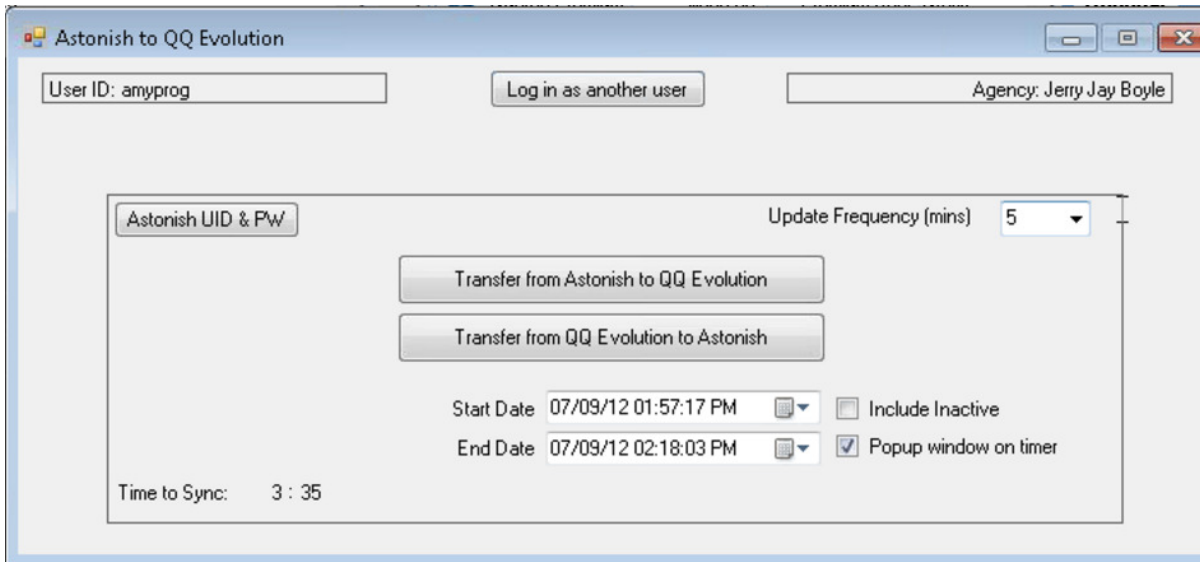 Astonish to QQ Evolution
User ID: amyprog
Log in as another user
Agency: Jerry Jay Boyle
Astonish UID & PW
Update Frequency (mins) 5
Transfer from Astonish to QQ Evolution
Transfer from QQ Evolution to Astonish
Start Date 07/09/12 01:57:17 PM Include Inactive
End Date 07/09/12 02:18:03 PM Popup window on timer
Time to Sync: 3 : 35